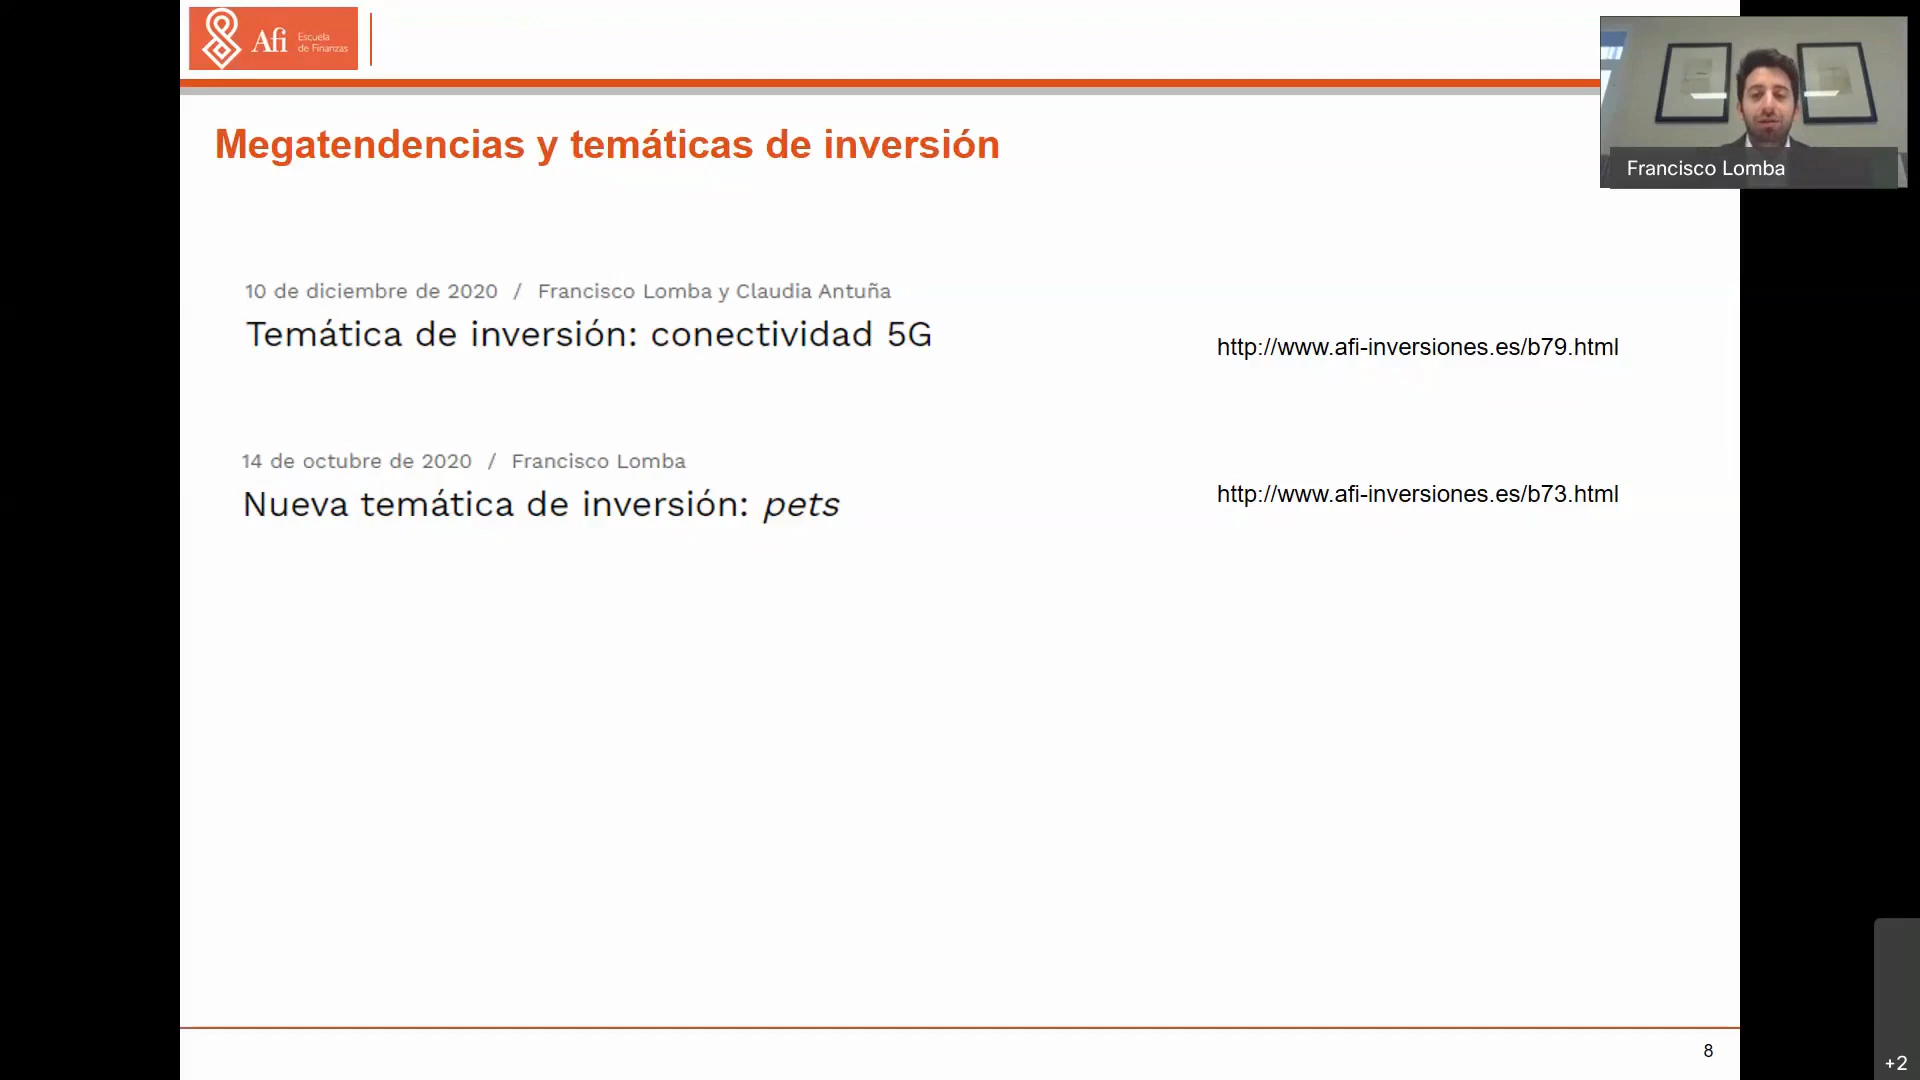 Afi Escuela
de Finanzas
Megatendencias y temáticas de inversión
Francisco Lomba
10 de diciembre de 2020 / Francisco Lomba y Claudia Antuña
Temática de inversión: conectividad 5G
http://www.afi-inversiones.es/b79.html
14 de octubre de 2020 / Francisco Lomba
Nueva temática de inversión: pets
http://www.afi-inversiones.es/b73.html
8
+2